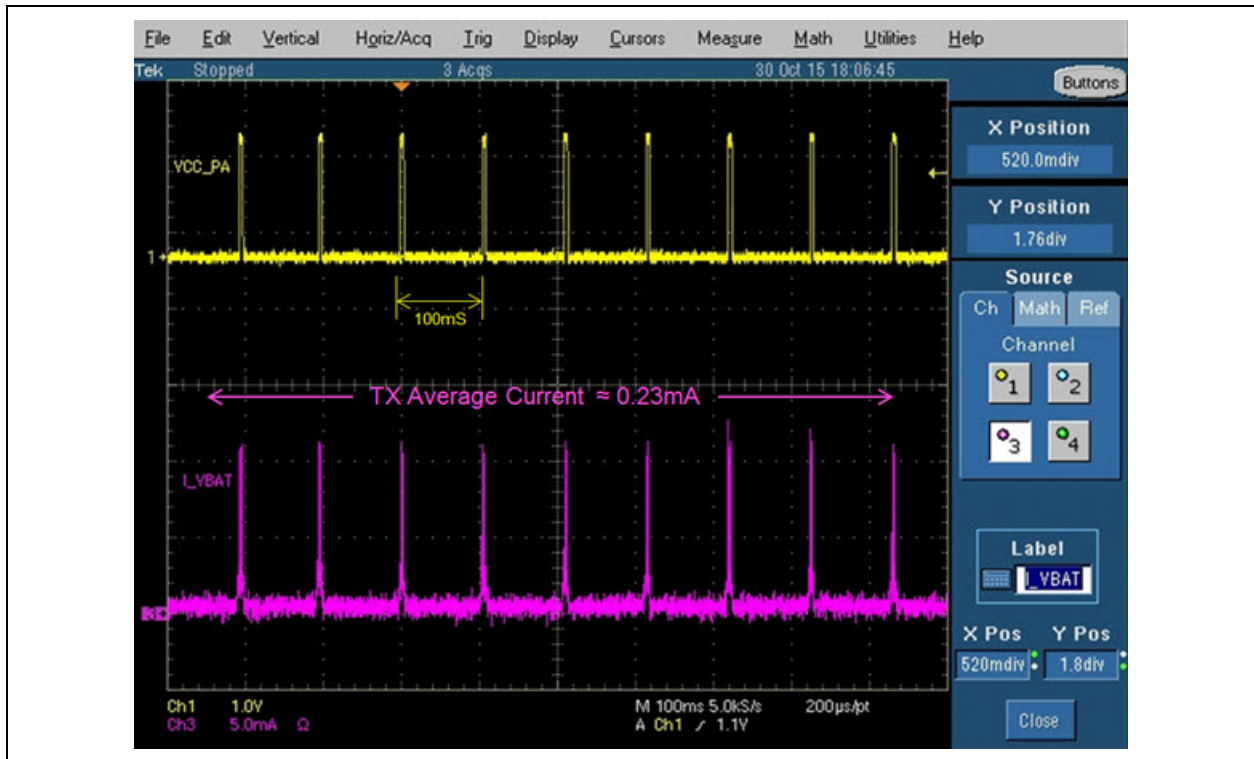 File Edit Vertical Horiz/Acq Trig Display Cursors Measure Math Utilities Help
Tek Stopped 3 Acqs 30 Oct 15 18:06:45
Buttons
X Position
520.0mdiv
Y Position
1.76div
Source
Ch Math Ref
Channel
1 2
3 4
Label
I_VBAT
X Pos Y Pos
520mdiv 1.8div
Close
VCC_PA
1
100mS
TX Average Current ≈ 0.23mA
I_VBAT
3
Ch1 1.0V M 100ms 5.0kS/s 200µs/pt
Ch3 5.0mA Ω A Ch1 / 1.1V